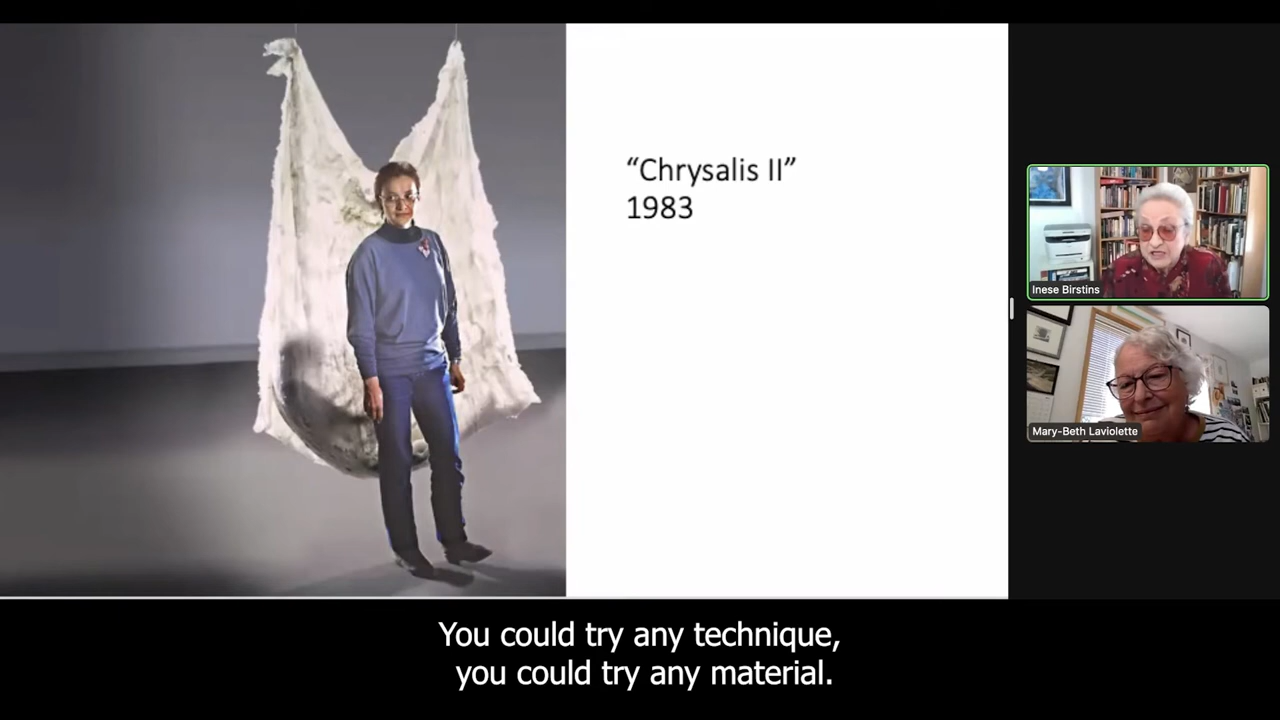 “Chrysalis II”
1983
Inese Birstins
Mary-Beth Laviolette
You could try any technique,
you could try any material.